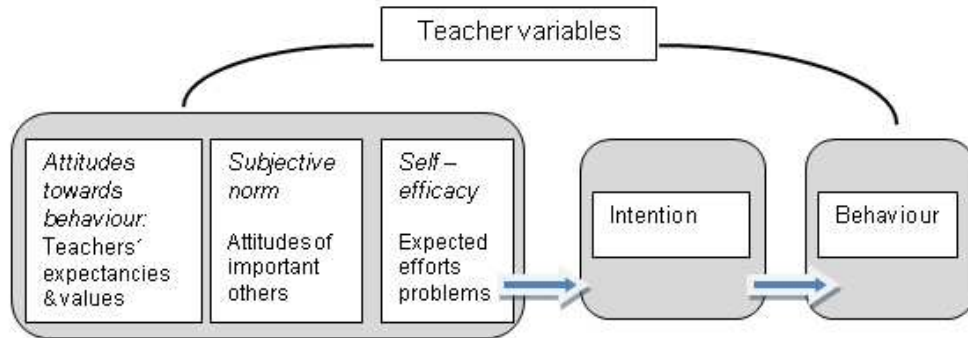 Teacher variables
Attitudes
towards
behaviour:
Teachers´
expectancies
& values
Subjective
norm
Attitudes of
important
others
Self –
efficacy
Expected
efforts
problems
Intention
Behaviour